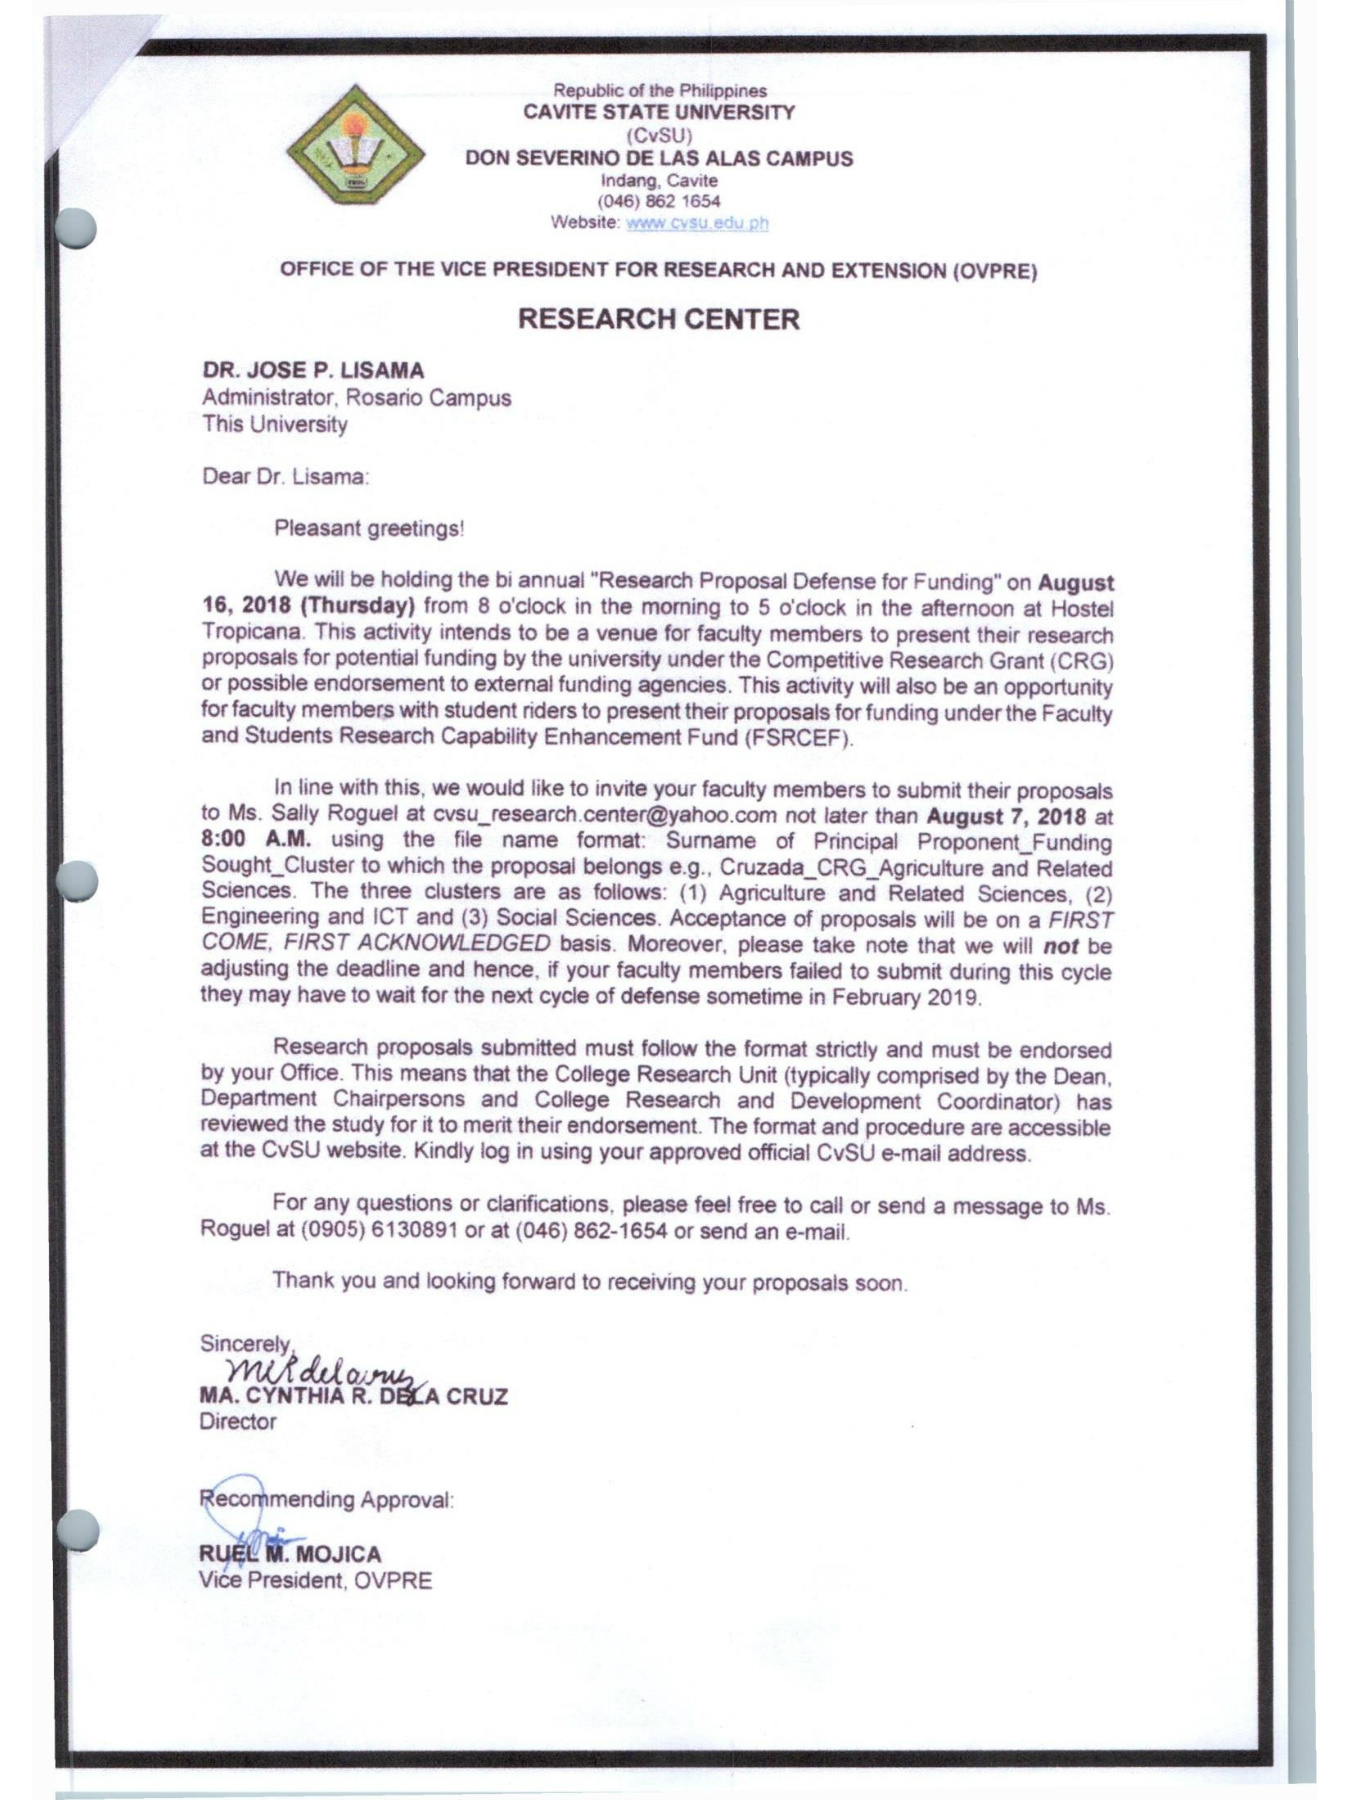 Republic of the Philippines
CAVITE STATE UNIVERSITY
(CvSU)
DON SEVERINO DE LAS ALAS CAMPUS
Indang, Cavite
(046) 862 1654
Website: www.cvsu.edu.ph
OFFICE OF THE VICE PRESIDENT FOR RESEARCH AND EXTENSION (OVPRE)
RESEARCH CENTER
DR. JOSE P. LISAMA
Administrator, Rosario Campus
This University
Dear Dr. Lisama:
Pleasant greetings!
We will be holding the bi annual "Research Proposal Defense for Funding" on August
16, 2018 (Thursday) from 8 o'clock in the morning to 5 o'clock in the afternoon at Hostel
Tropicana. This activity intends to be a venue for faculty members to present their research
proposals for potential funding by the university under the Competitive Research Grant (CRG)
or possible endorsement to external funding agencies. This activity will also be an opportunity
for faculty members with student riders to present their proposals for funding under the Faculty
and Students Research Capability Enhancement Fund (FSRCEF).
In line with this, we would like to invite your faculty members to submit their proposals
to Ms. Sally Roguel at cvsu_research.center@yahoo.com not later than August 7, 2018 at
8:00 A.M. using the file name format: Surname of Principal Proponent_Funding
Sought_Cluster to which the proposal belongs e.g., Cruzada_CRG_Agriculture and Related
Sciences. The three clusters are as follows: (1) Agriculture and Related Sciences, (2)
Engineering and ICT and (3) Social Sciences. Acceptance of proposals will be on a FIRST
COME, FIRST ACKNOWLEDGED basis. Moreover, please take note that we will not be
adjusting the deadline and hence, if your faculty members failed to submit during this cycle
they may have to wait for the next cycle of defense sometime in February 2019.
Research proposals submitted must follow the format strictly and must be endorsed
by your Office. This means that the College Research Unit (typically comprised by the Dean,
Department Chairpersons and College Research and Development Coordinator) has
reviewed the study for it to merit their endorsement. The format and procedure are accessible
at the CvSU website. Kindly log in using your approved official CvSU e-mail address.
For any questions or clarifications, please feel free to call or send a message to Ms.
Roguel at (0905) 6130891 or at (046) 862-1654 or send an e-mail.
Thank you and looking forward to receiving your proposals soon.
Sincerely,
MA. CYNTHIA R. DELA CRUZ
Director
Recommending Approval:
RUEL M. MOJICA
Vice President, OVPRE